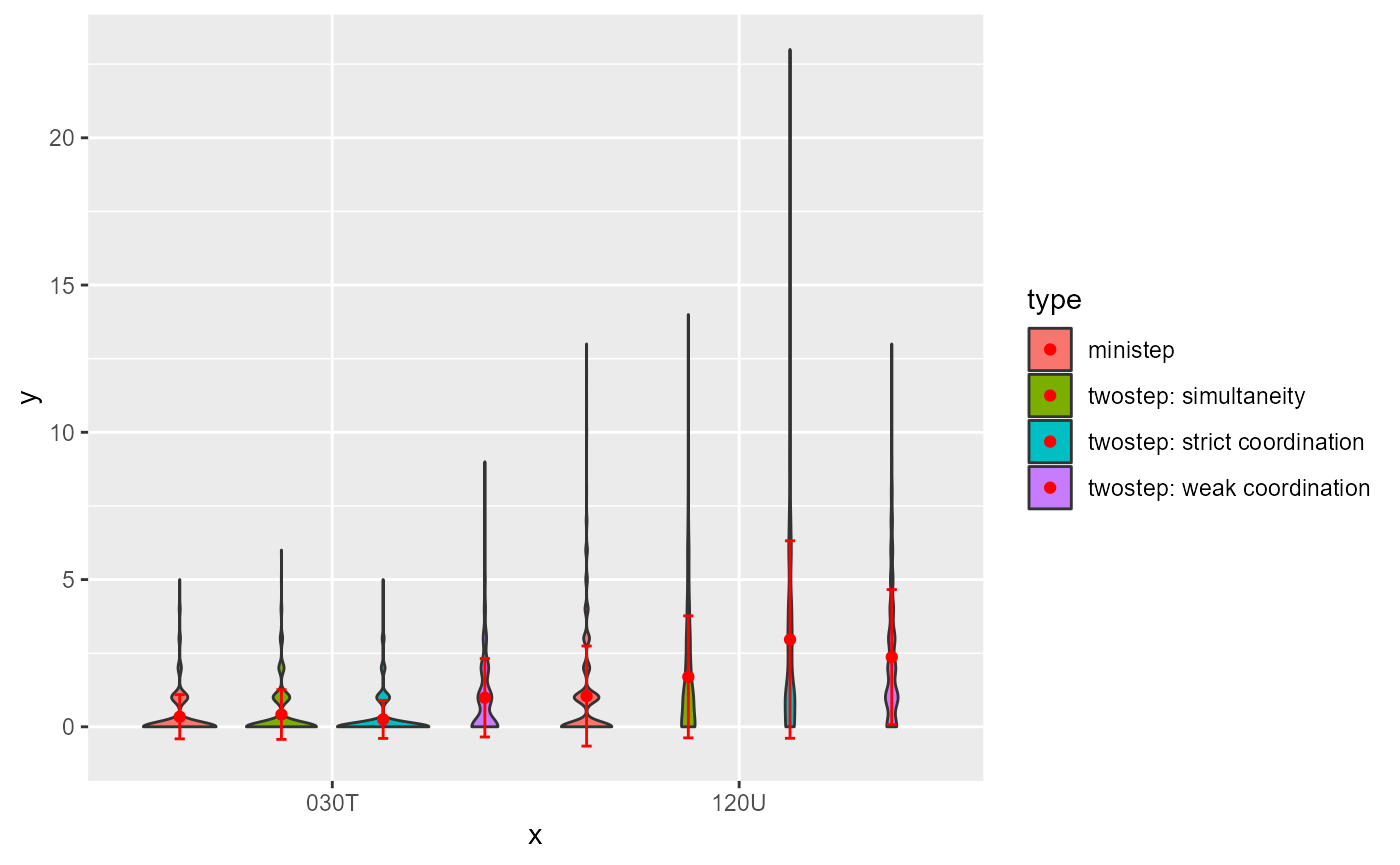 20
15
10
5
0
y
030T
120U
x
type
ministep
twostep: simultaneity
twostep: strict coordination
twostep: weak coordination